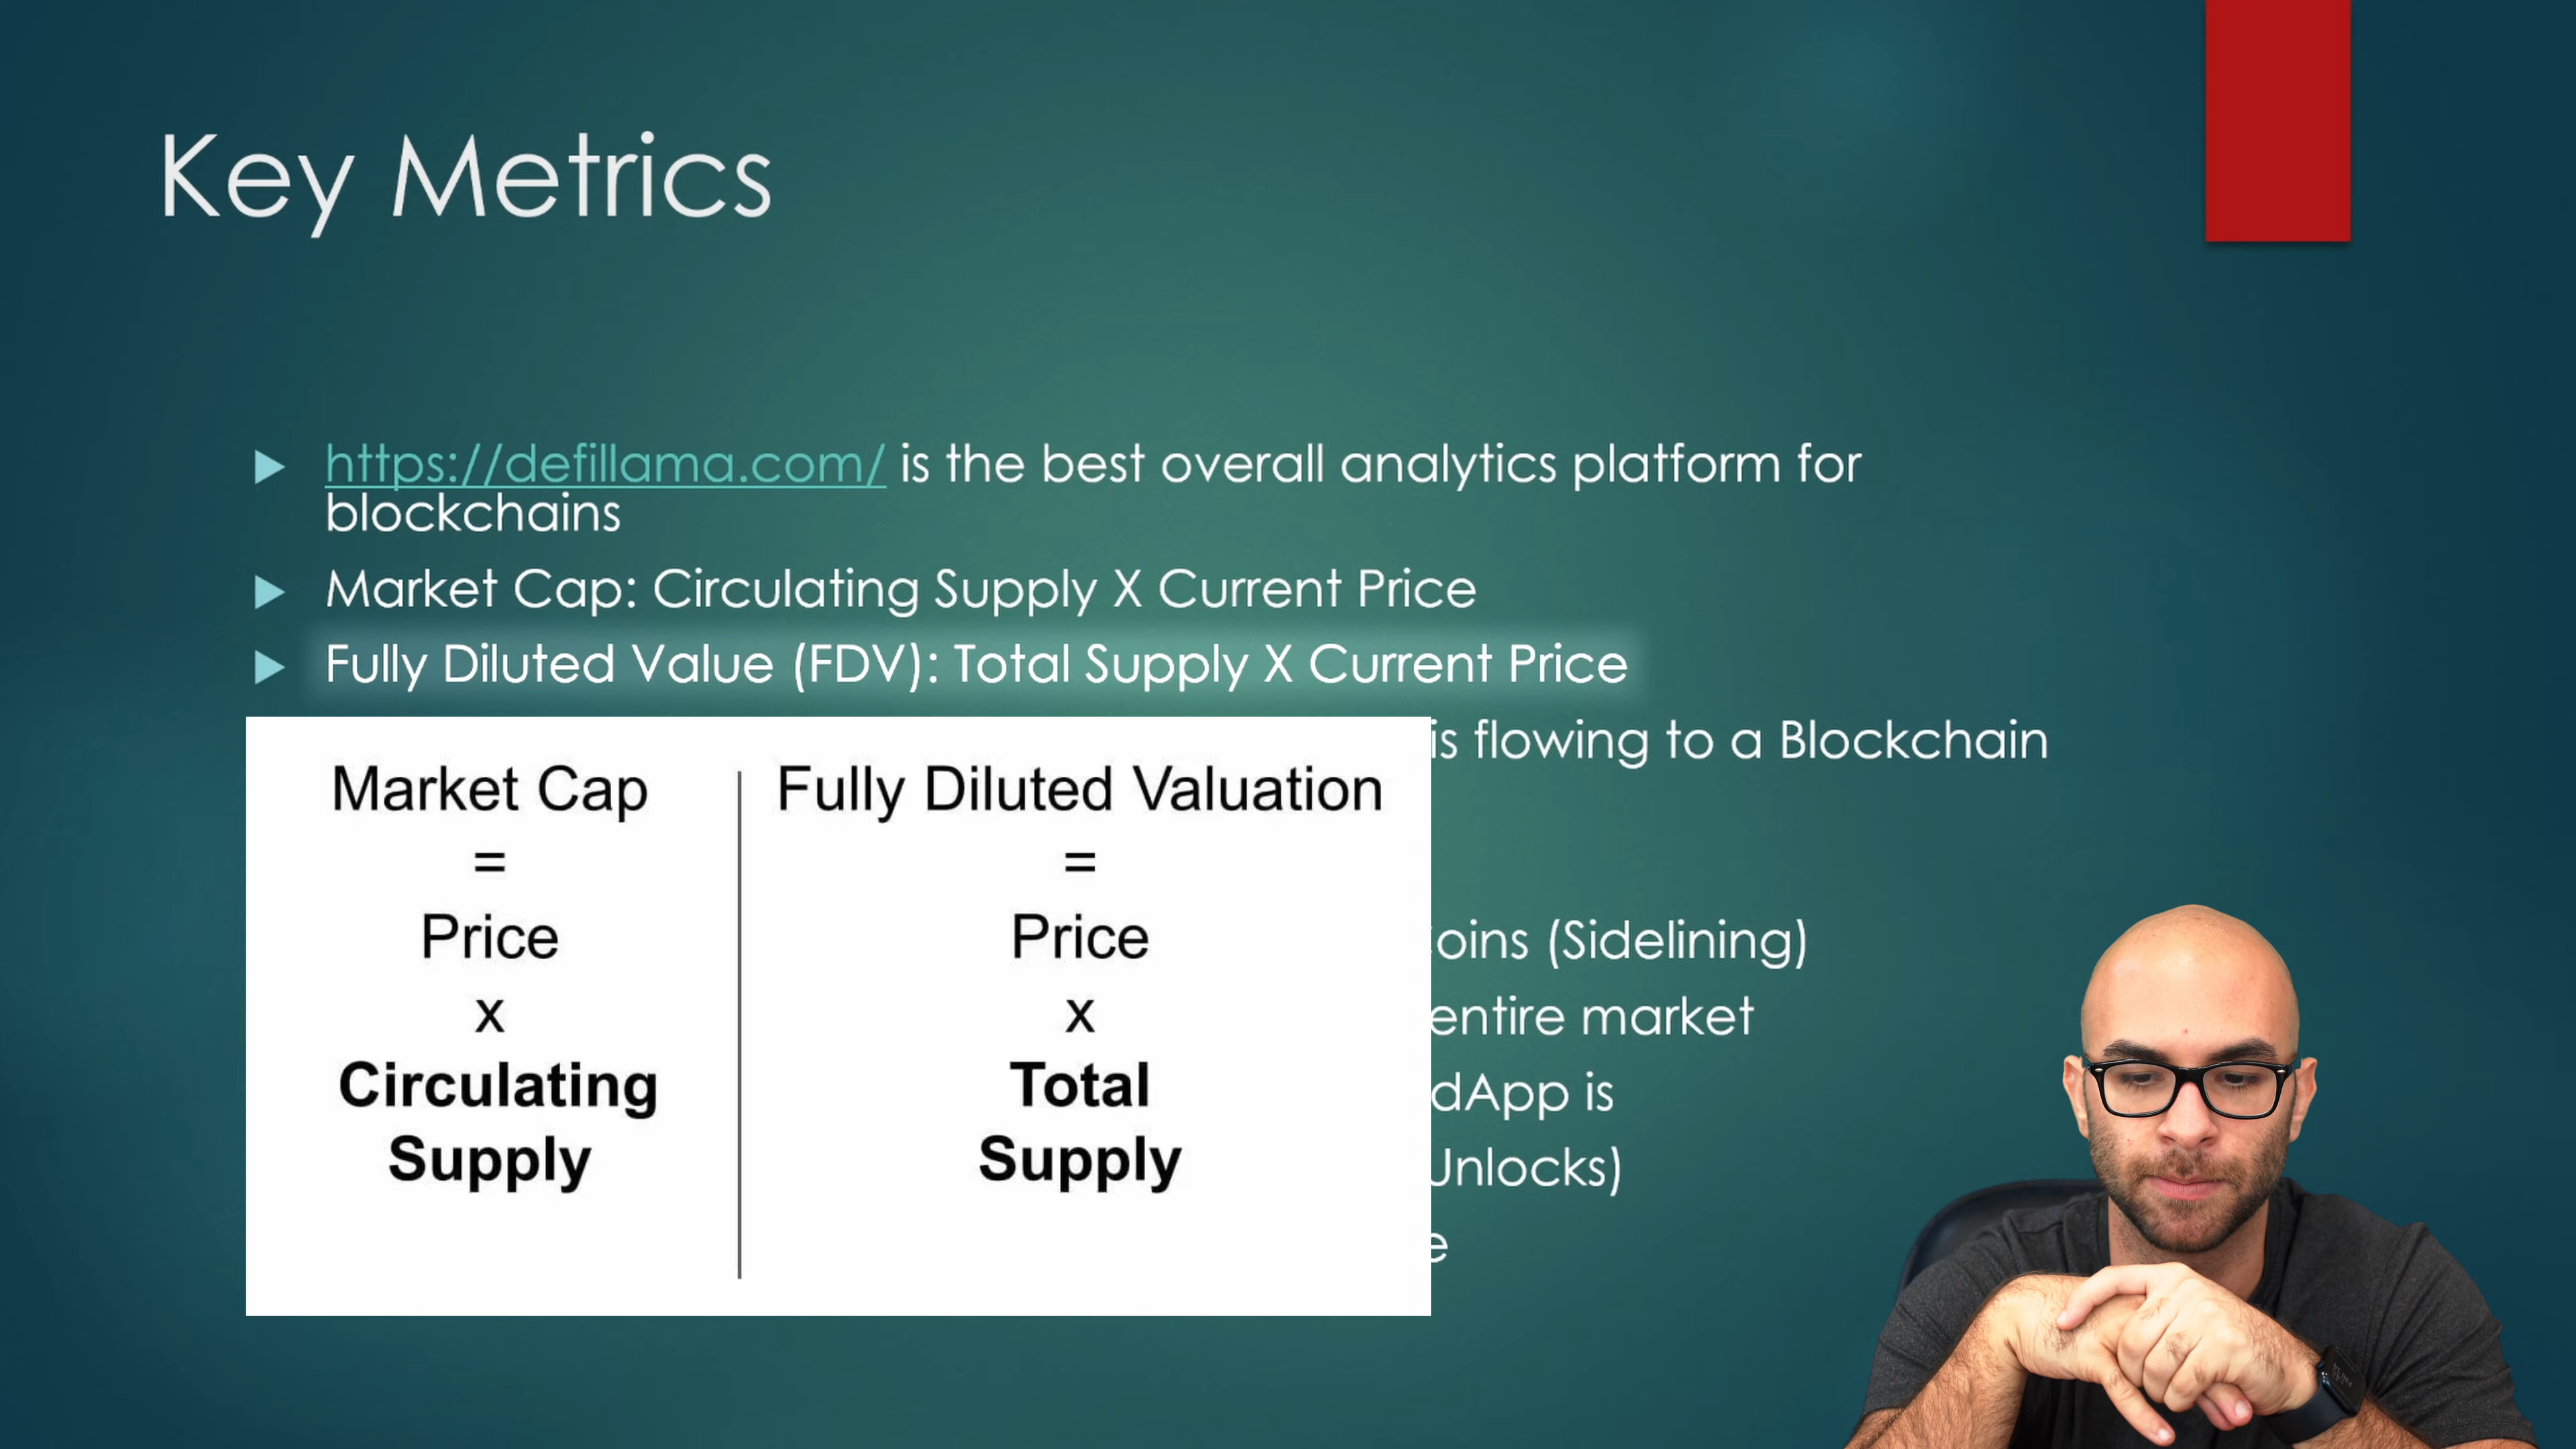 Key Metrics
https://defillama.com/ is the best overall analytics platform for
blockchains
Market Cap: Circulating Supply X Current Price
Fully Diluted Value (FDV): Total Supply X Current Price
is flowing to a Blockchain
oins (Sidelining)
entire market
dApp is
Unlocks)
e
Market Cap
=
Price
x
Circulating
Supply
Fully Diluted Valuation
=
Price
x
Total
Supply